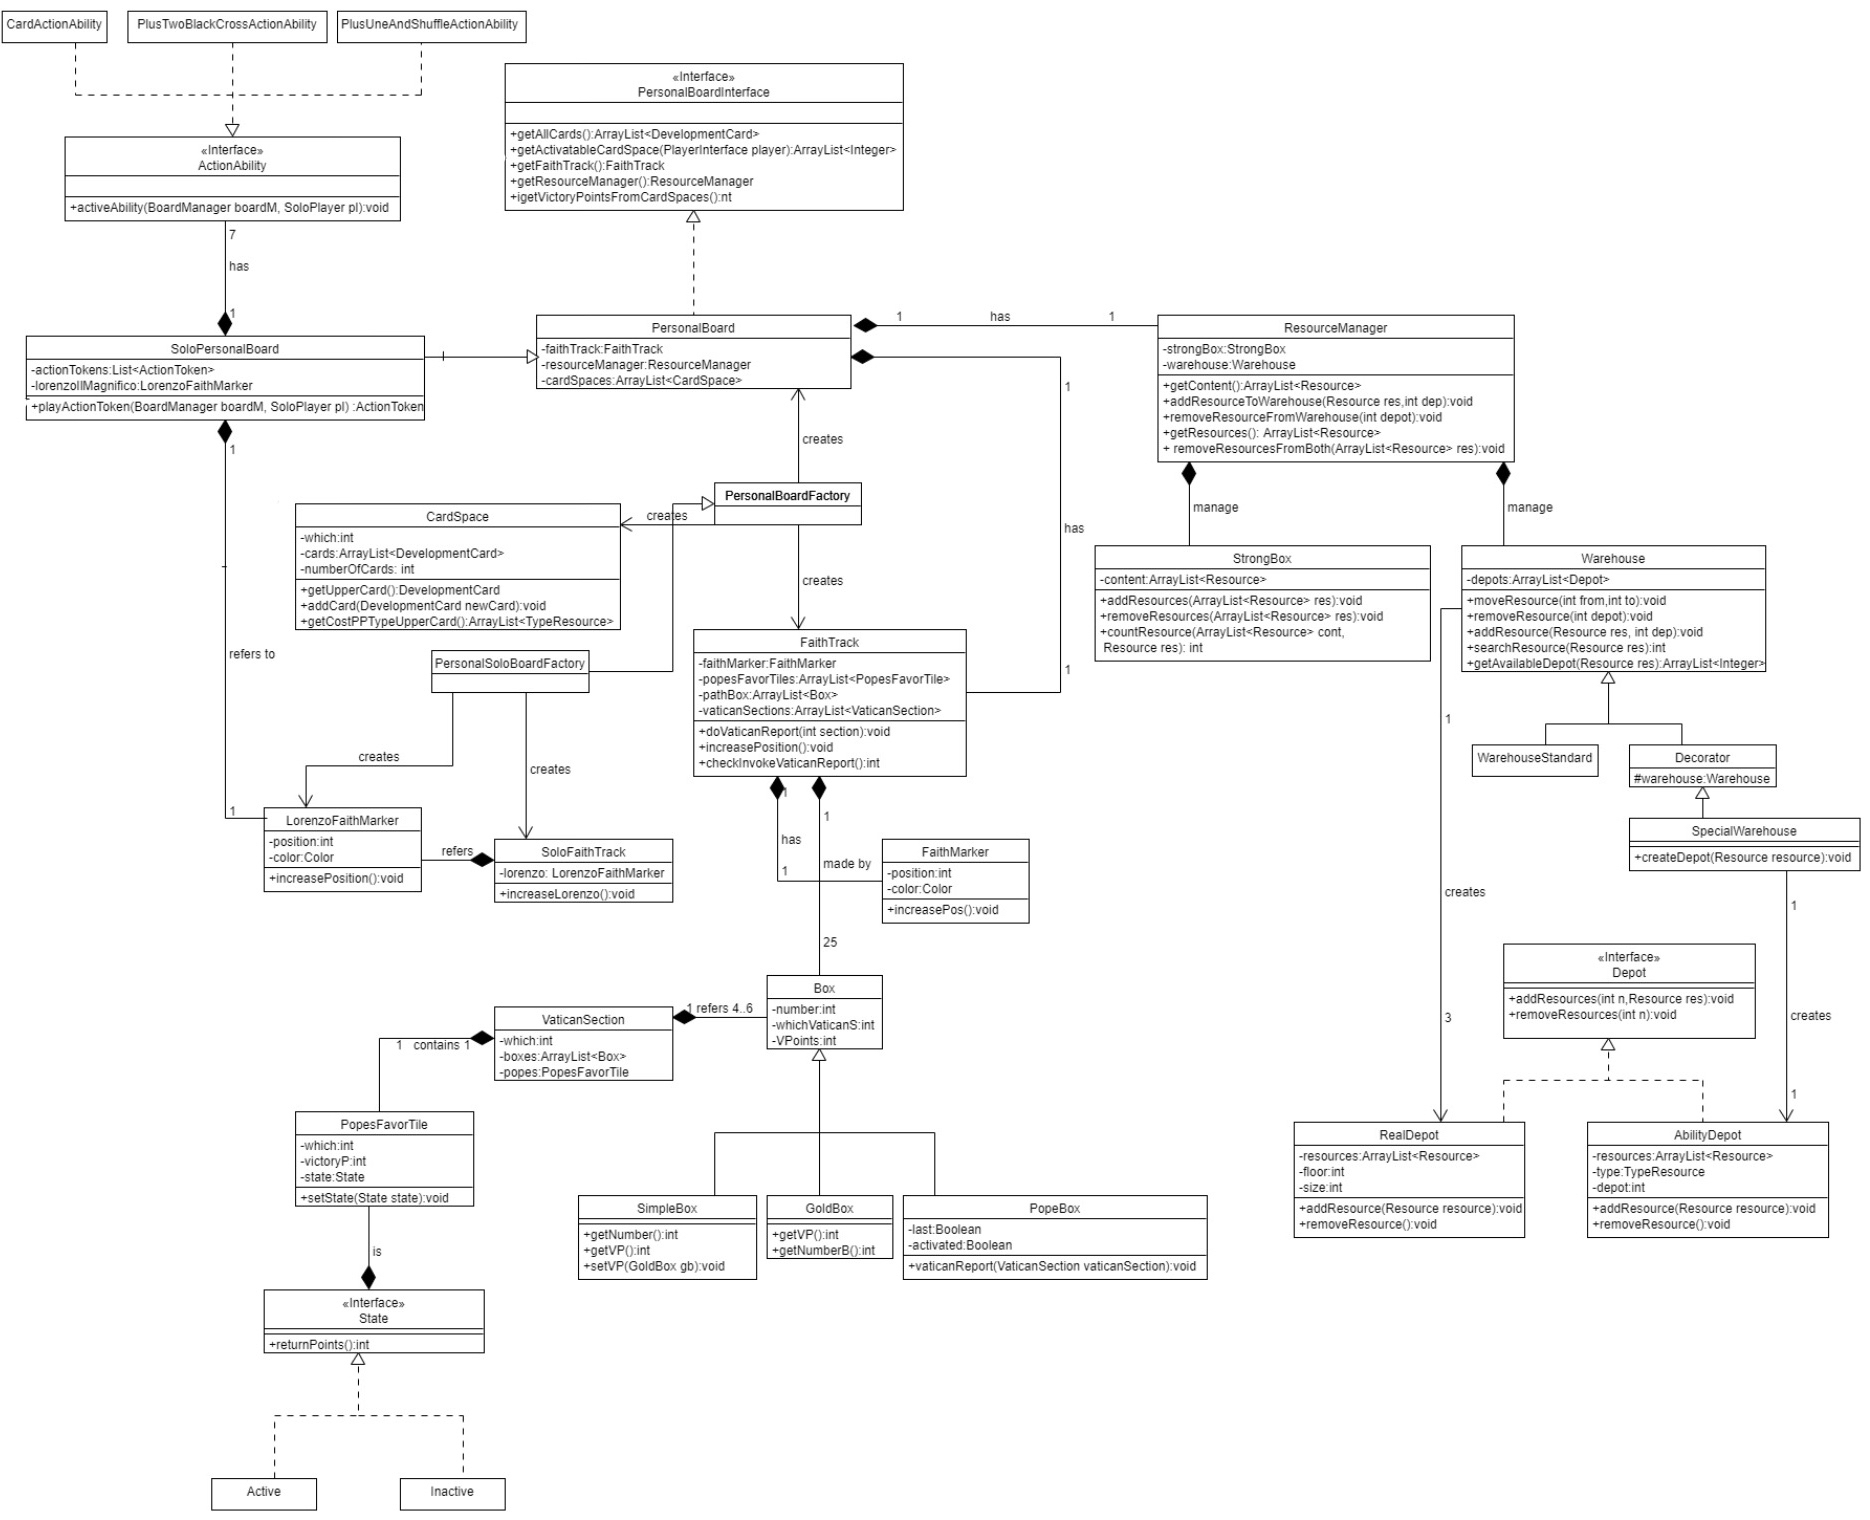 CardActionAbility
PlusTwoBlackCrossActionAbility
PlusUneAndShuffleActionAbility
«Interface»
ActionAbility
+activeAbility(BoardManager boardM, SoloPlayer pl):void
7
has
1
«Interface»
PersonalBoardInterface
+getAllCards():ArrayList<DevelopmentCard>
+getActivatableCardSpace(PlayerInterface player):ArrayList<Integer>
+getFaithTrack():FaithTrack
+getResourceManager():ResourceManager
+igetVictoryPointsFromCardSpaces():nt
SoloPersonalBoard
-actionTokens:List<ActionToken>
-lorenzoIlMagnifico:LorenzoFaithMarker
+playActionToken(BoardManager boardM, SoloPlayer pl) :ActionToken
1
refers to
1
PersonalBoard
-faithTrack:FaithTrack
-resourceManager:ResourceManager
-cardSpaces:ArrayList<CardSpace>
1
has
1
1
has
1
ResourceManager
-strongBox:StrongBox
-warehouse:Warehouse
+getContent():ArrayList<Resource>
+addResourceToWarehouse(Resource res,int dep):void
+removeResourceFromWarehouse(int depot):void
+getResources(): ArrayList<Resource>
+ removeResourcesFromBoth(ArrayList<Resource> res):void
manage
manage
creates
PersonalBoardFactory
creates
creates
CardSpace
-which:int
-cards:ArrayList<DevelopmentCard>
-numberOfCards: int
+getUpperCard():DevelopmentCard
+addCard(DevelopmentCard newCard):void
+getCostPPTypeUpperCard():ArrayList<TypeResource>
StrongBox
-content:ArrayList<Resource>
+addResources(ArrayList<Resource> res):void
+removeResources(ArrayList<Resource> res):void
+countResource(ArrayList<Resource> cont,
Resource res): int
Warehouse
-depots:ArrayList<Depot>
+moveResource(int from,int to):void
+removeResource(int depot):void
+addResource(Resource res, int dep):void
+searchResource(Resource res):int
+getAvailableDepot(Resource res):ArrayList<Integer>
PersonalSoloBoardFactory
creates
creates
FaithTrack
-faithMarker:FaithMarker
-popesFavorTiles:ArrayList<PopesFavorTile>
-pathBox:ArrayList<Box>
-vaticanSections:ArrayList<VaticanSection>
+doVaticanReport(int section):void
+increasePosition():void
+checkInvokeVaticanReport():int
1
has
1
1
made by
25
1
creates
3
WarehouseStandard
Decorator
#warehouse:Warehouse
SpecialWarehouse
+createDepot(Resource resource):void
1
creates
1
LorenzoFaithMarker
-position:int
-color:Color
+increasePosition():void
refers
SoloFaithTrack
-lorenzo: LorenzoFaithMarker
+increaseLorenzo():void
FaithMarker
-position:int
-color:Color
+increasePos():void
«Interface»
Depot
+addResources(int n,Resource res):void
+removeResources(int n):void
Box
-number:int
-whichVaticanS:int
-VPoints:int
1 refers 4..6
VaticanSection
-which:int
-boxes:ArrayList<Box>
-popes:PopesFavorTile
1 contains 1
PopesFavorTile
-which:int
-victoryP:int
-state:State
+setState(State state):void
is
RealDepot
-resources:ArrayList<Resource>
-floor:int
-size:int
+addResource(Resource resource):void
+removeResource():void
AbilityDepot
-resources:ArrayList<Resource>
-type:TypeResource
-depot:int
+addResource(Resource resource):void
+removeResource():void
SimpleBox
+getNumber():int
+getVP():int
+setVP(GoldBox gb):void
GoldBox
+getVP():int
+getNumberB():int
PopeBox
-last:Boolean
-activated:Boolean
+vaticanReport(VaticanSection vaticanSection):void
«Interface»
State
+returnPoints():int
Active
Inactive